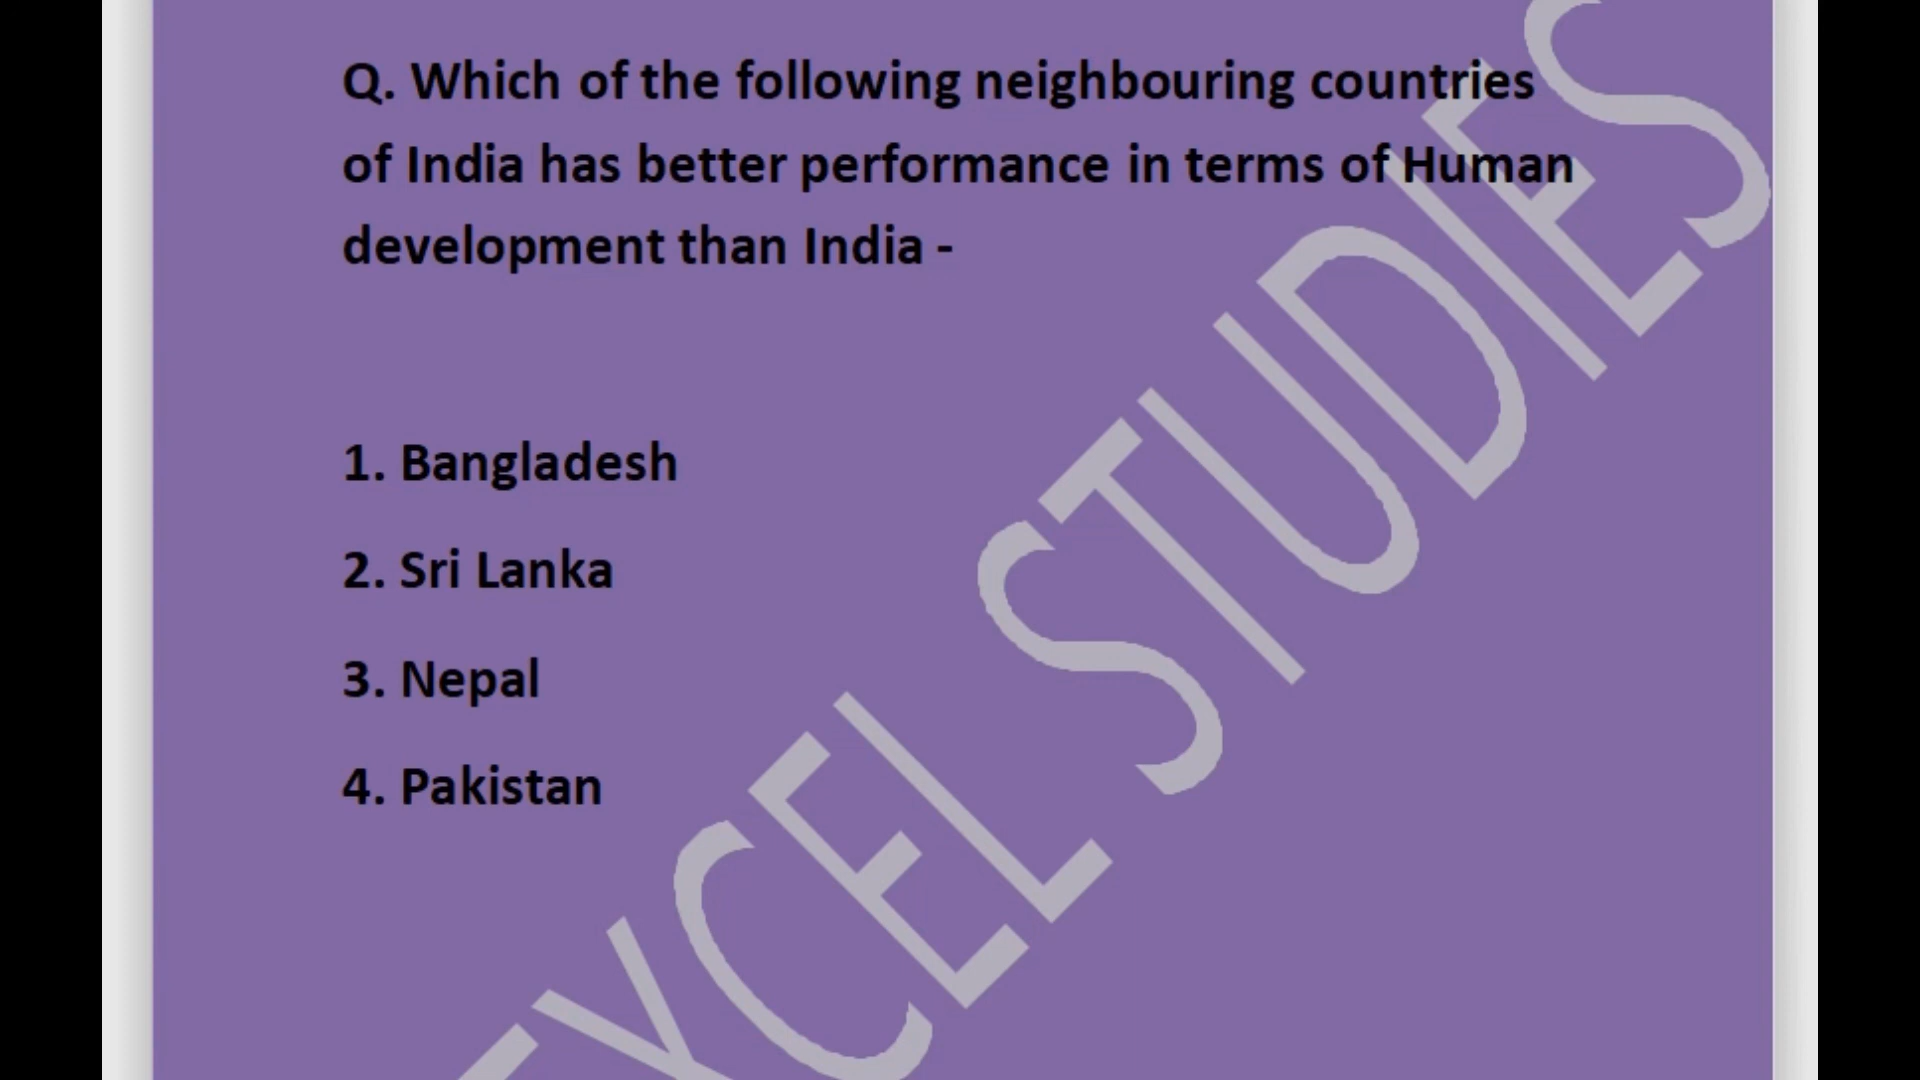 Q. Which of the following neighbouring countries
of India has better performance in terms of Human
development than India -
1. Bangladesh
2. Sri Lanka
3. Nepal
4. Pakistan
EXCEL STUDIES